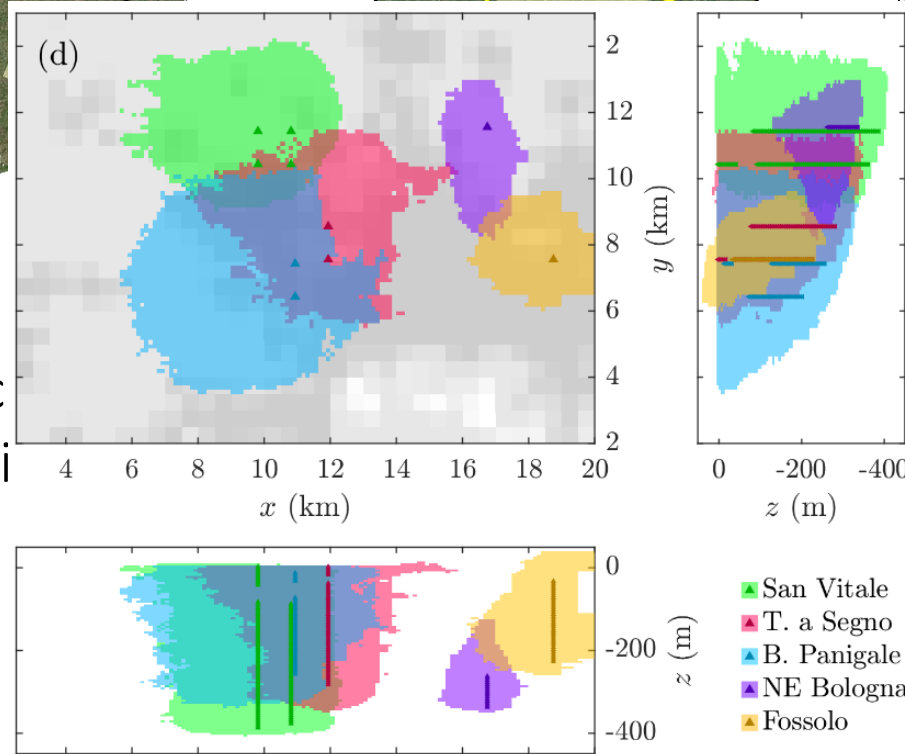 (d)
2
12
10
8
6
4
2
y (km)
4 6 8 10 12 14 16 18 20
x (km)
0 -200 -400
z (m)
i
0
-200
-400
z (m)
San Vitale
T. a Segno
B. Panigale
NE Bologna
Fossolo